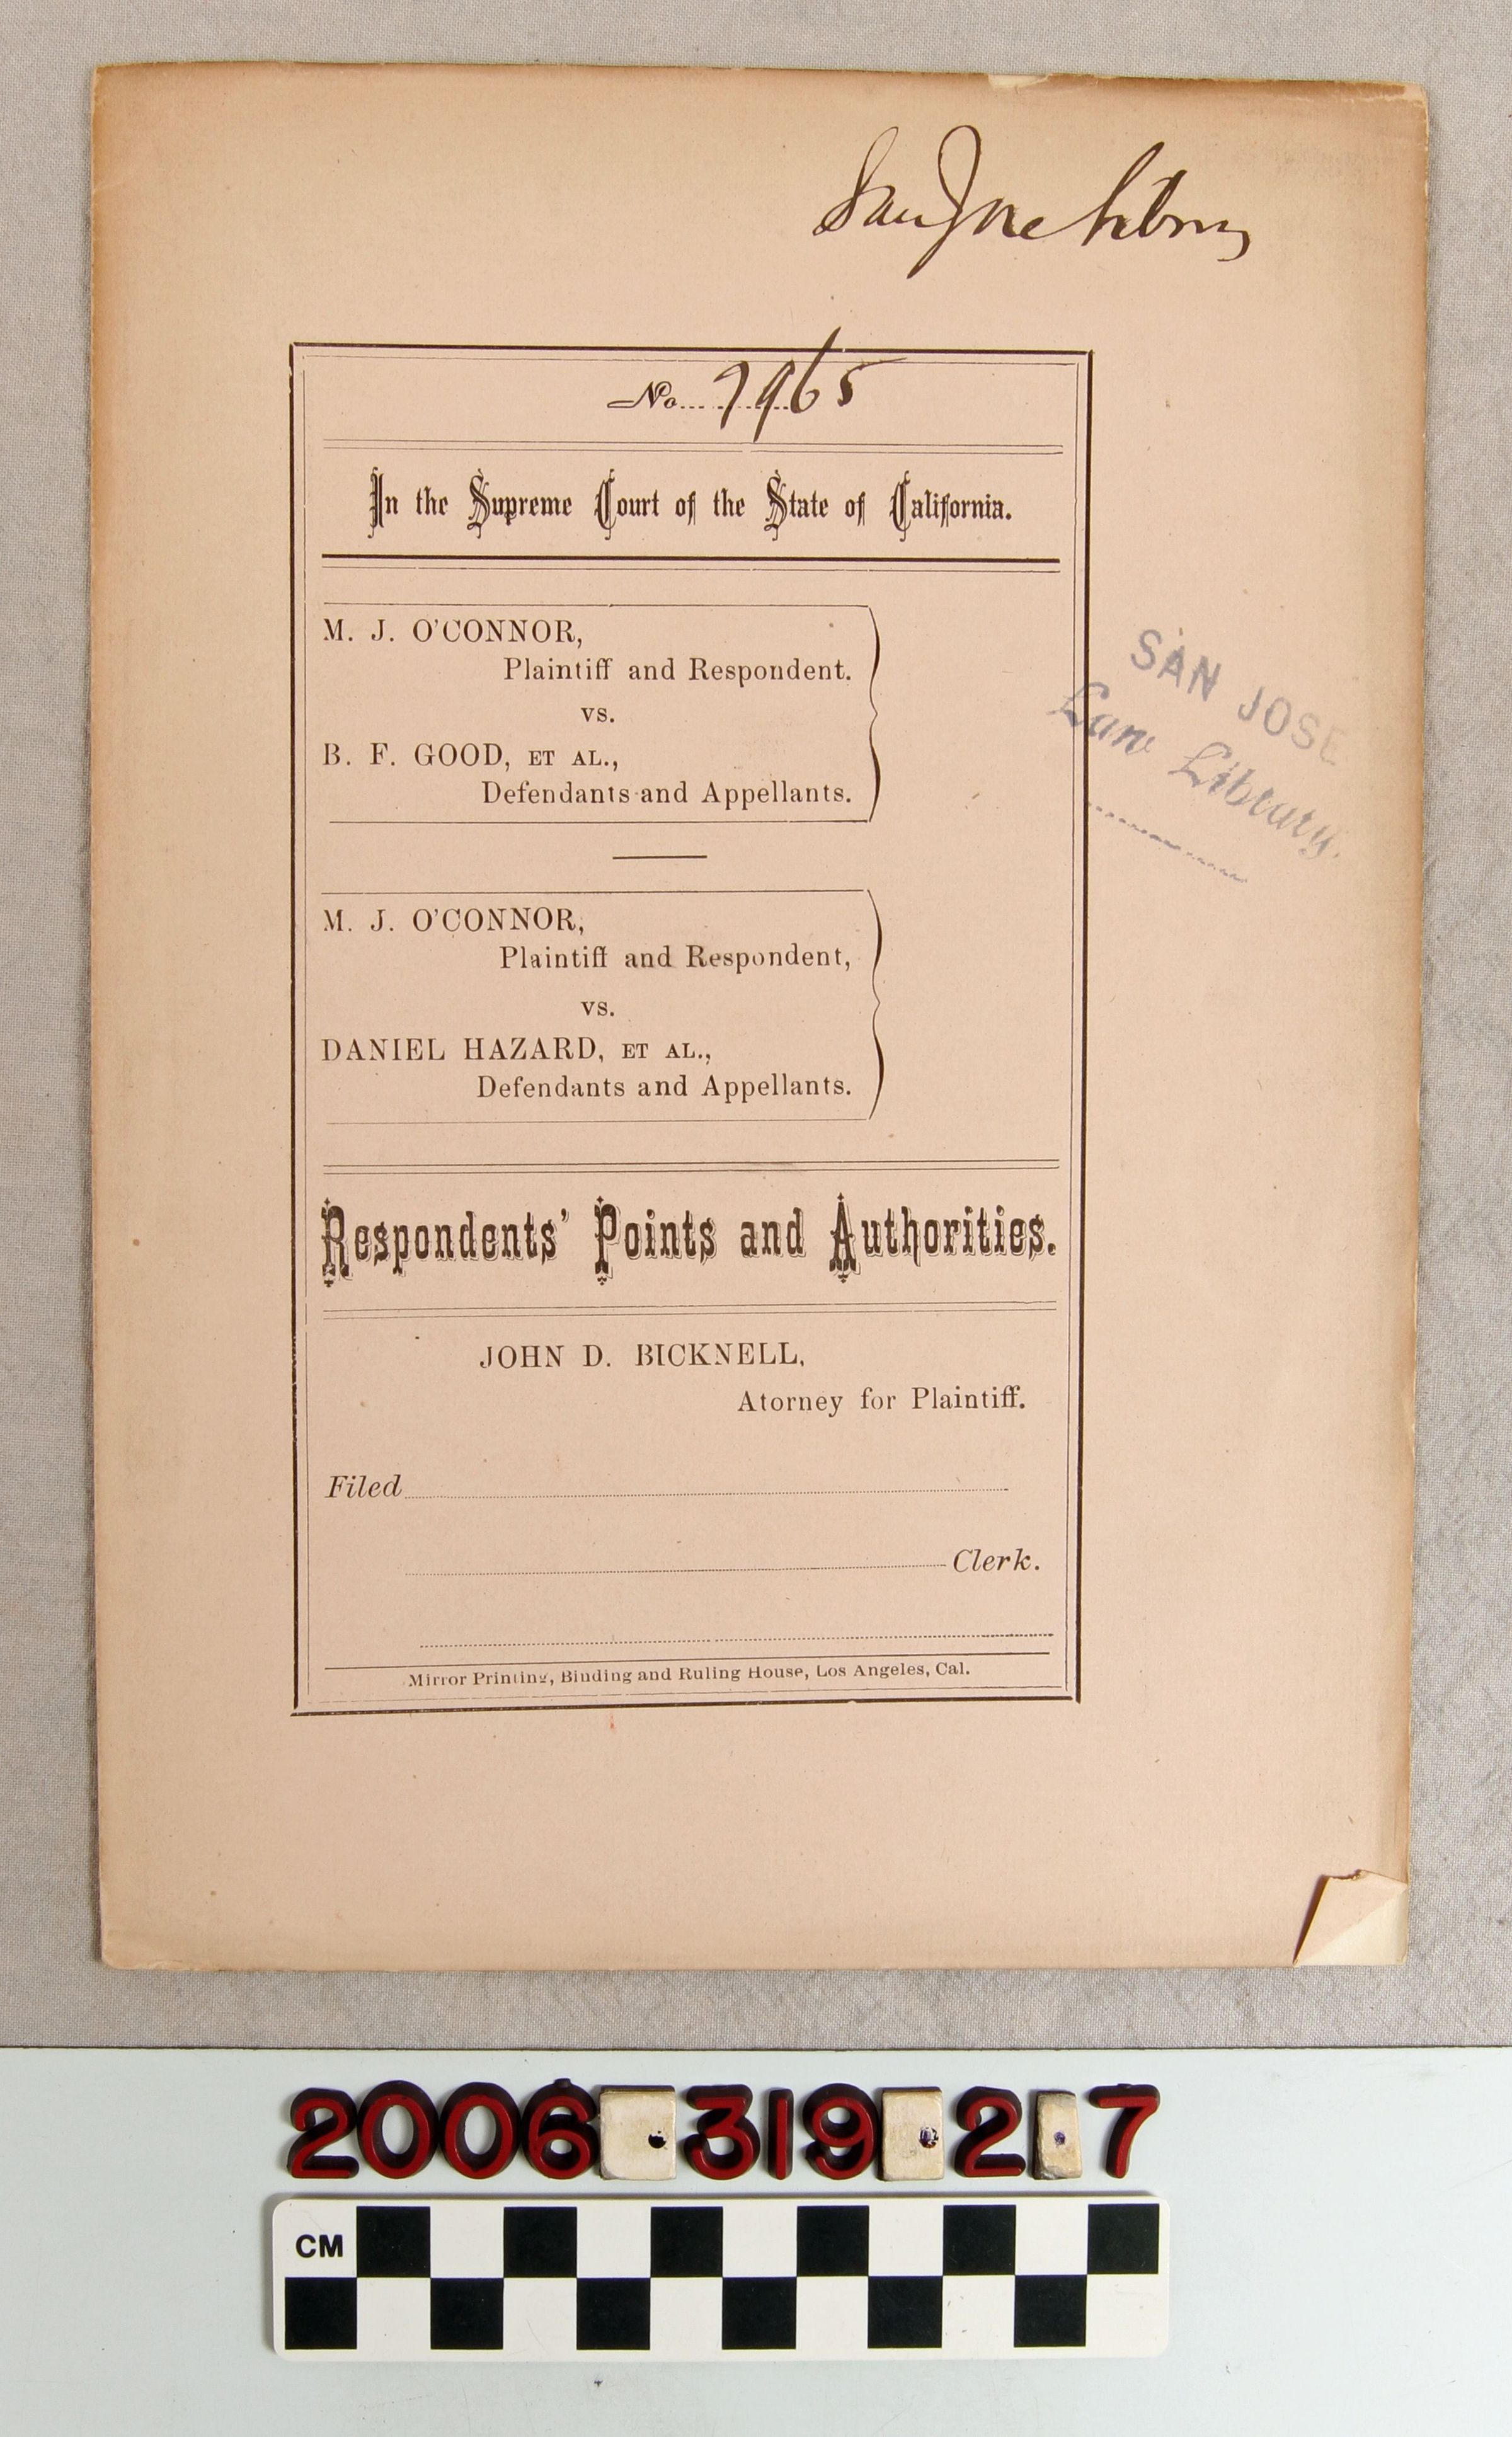 San Jose Library
No. 7965
In the Supreme Court of the State of California.
M. J. O'CONNOR,
Plaintiff and Respondent.
vs.
B. F. GOOD, ET AL.,
Defendants and Appellants.
SAN JOSE
Law Library.
M. J. O'CONNOR,
Plaintiff and Respondent,
vs.
DANIEL HAZARD, ET AL.,
Defendants and Appellants.
Respondents' Points and Authorities.
JOHN D. BICKNELL,
Atorney for Plaintiff.
Filed
Clerk.
Mirror Printing, Binding and Ruling House, Los Angeles, Cal.
2006.319.2.7
CM